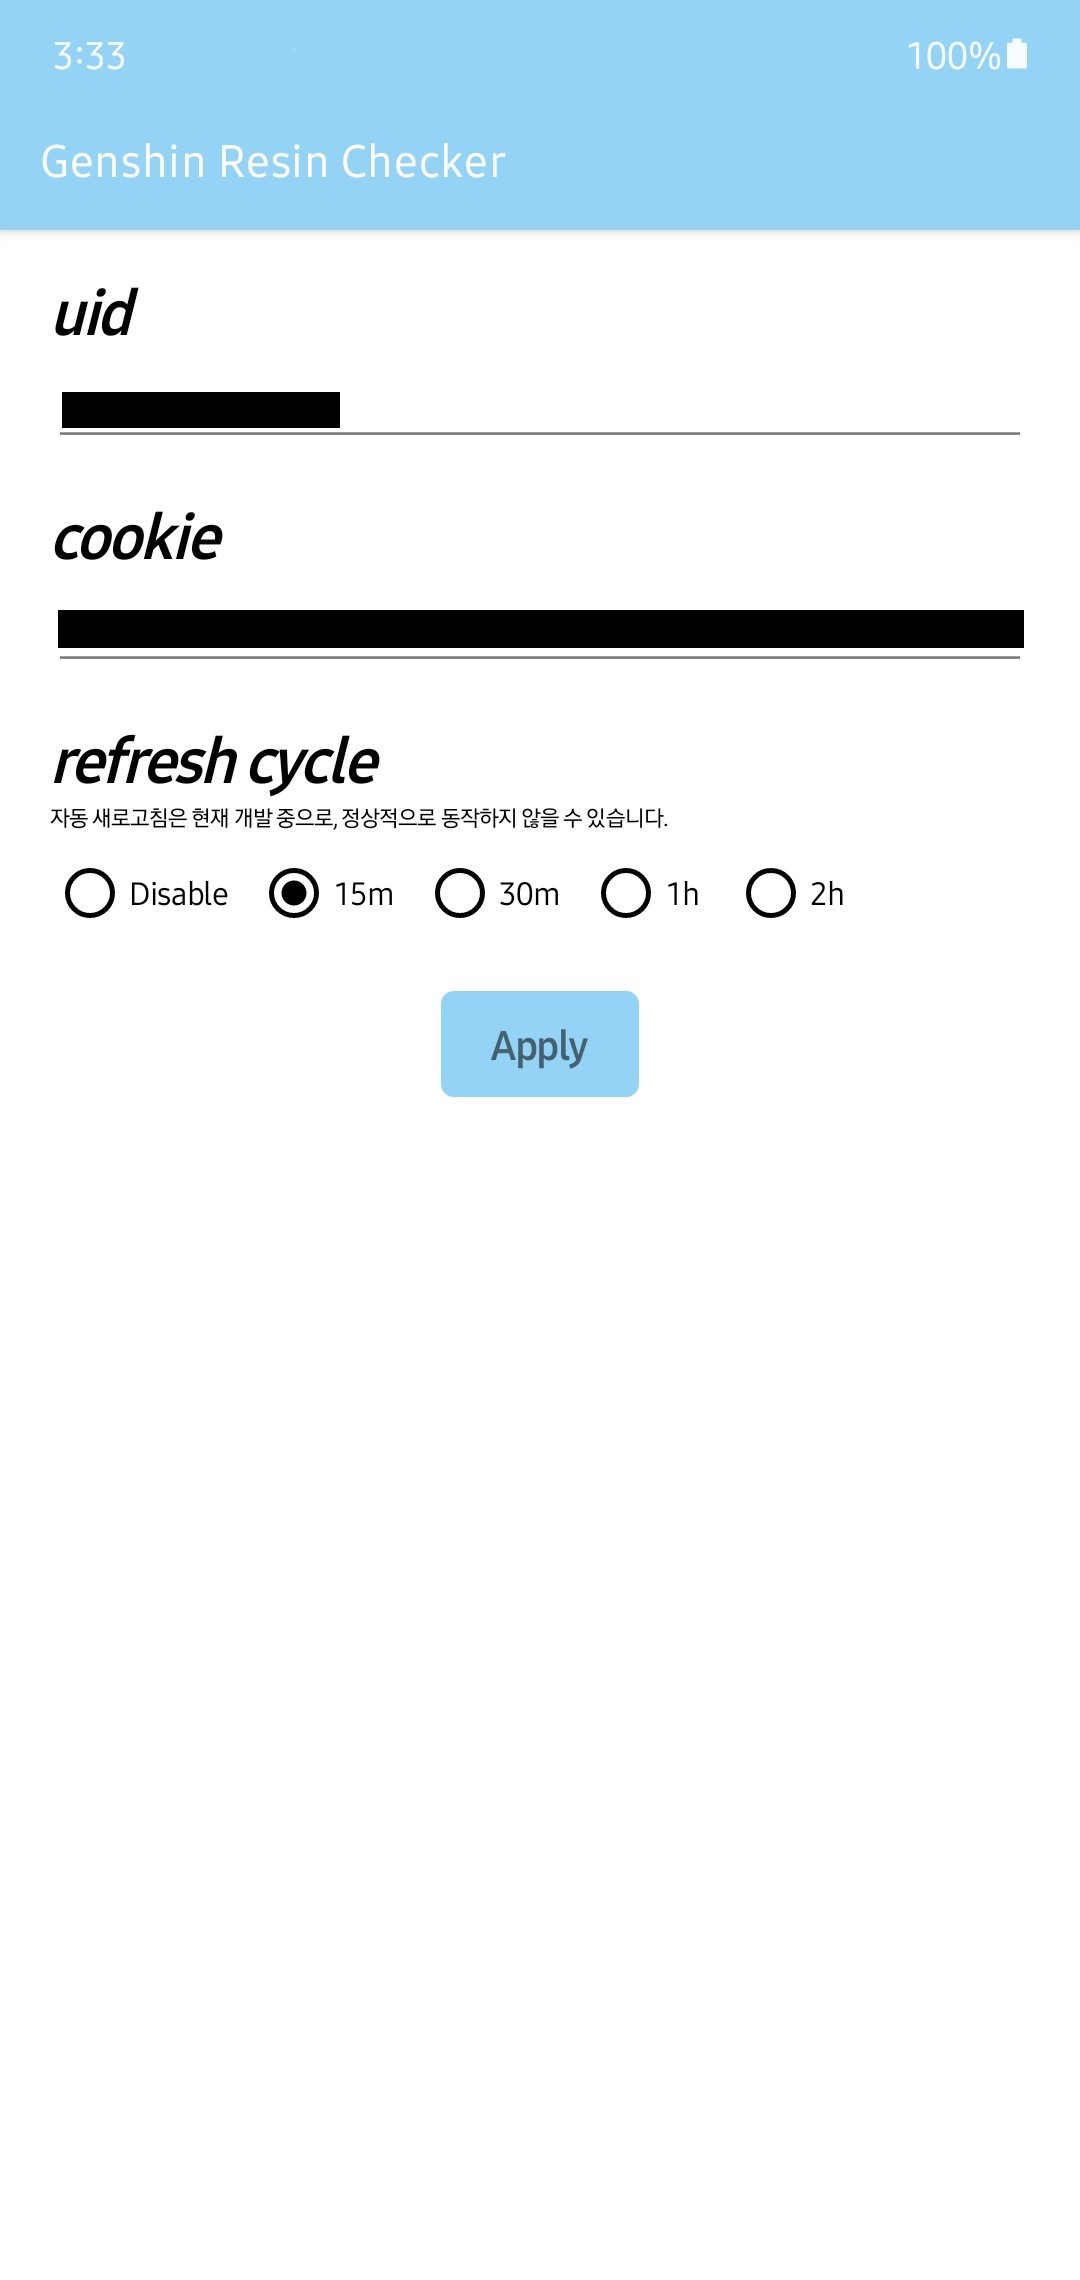 3:33
100%
Genshin Resin Checker
uid
cookie
refresh cycle
자동 새로고침은 현재 개발 중으로, 정상적으로 동작하지 않을 수 있습니다.
Disable 15m 30m 1h 2h
Apply